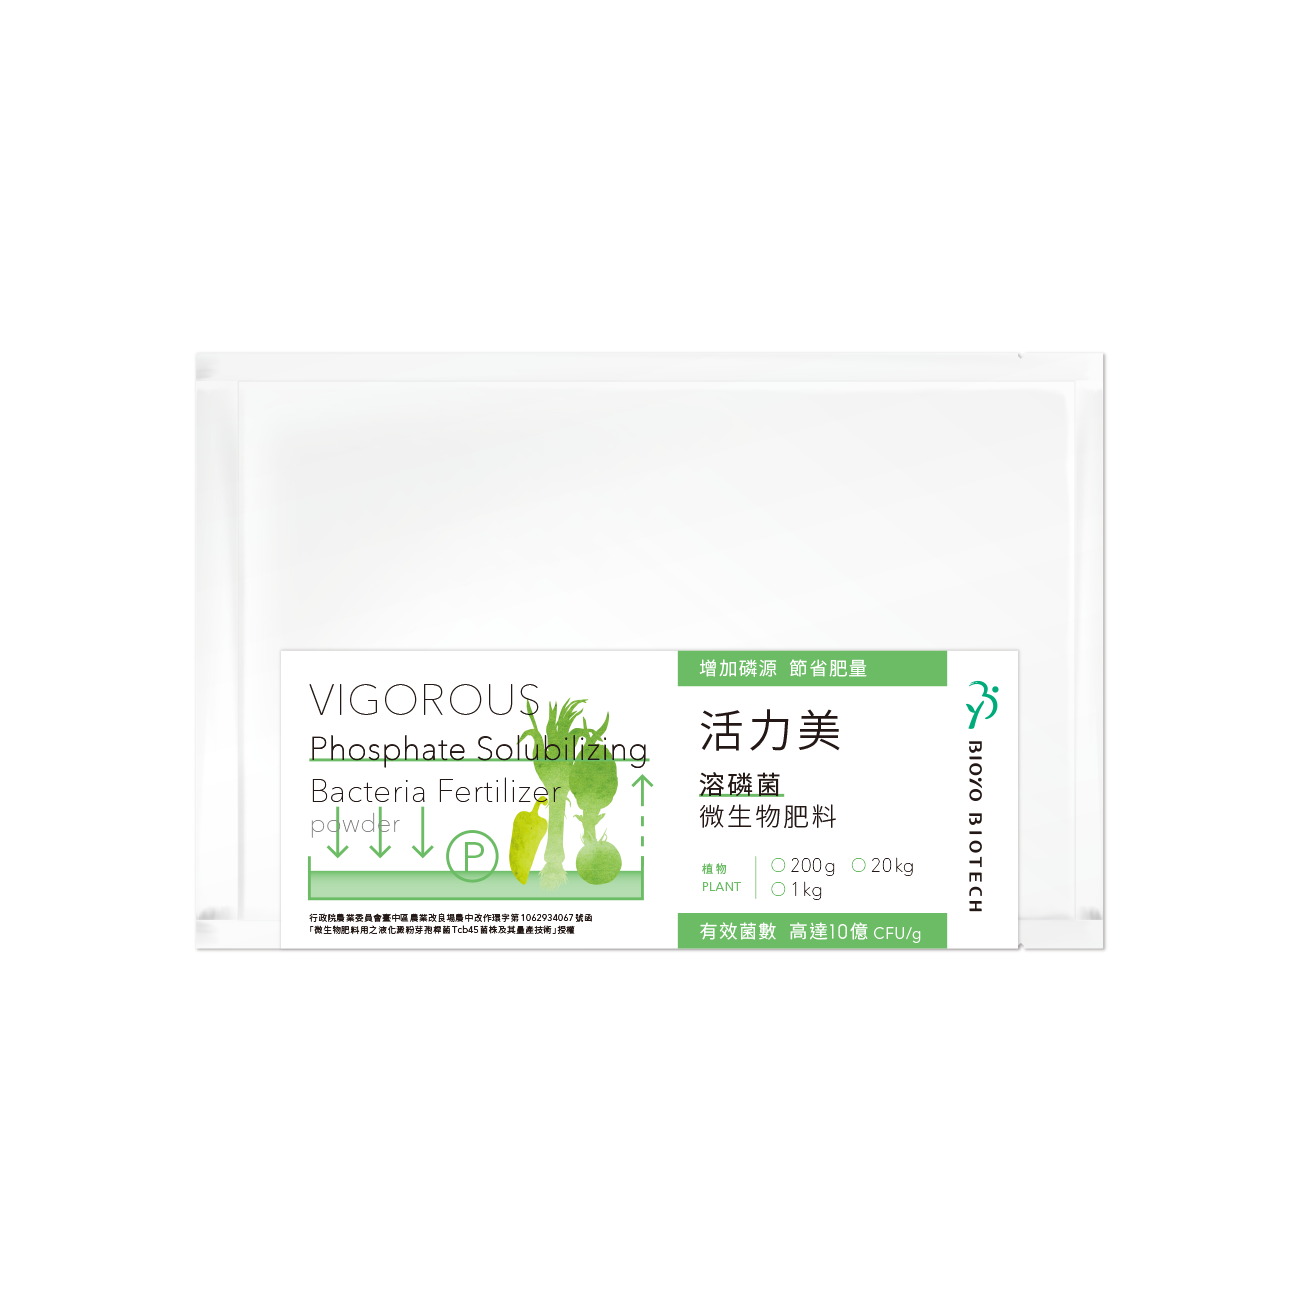 VIGOROUS
Phosphate Solubilizing
Bacteria Fertilizer
powder
P
行政院農業委員會臺中區農業改良場農中改作環字第1062934067號函
「微生物肥料用之液化澱粉芽孢桿菌Tcb45菌株及其量產技術」授權
增加磷源 節省肥量
活力美
溶磷菌
微生物肥料
植物
PLANT
200g 20kg
1kg
有效菌數 高達10億 CFU/g
BIOYO BIOTECH